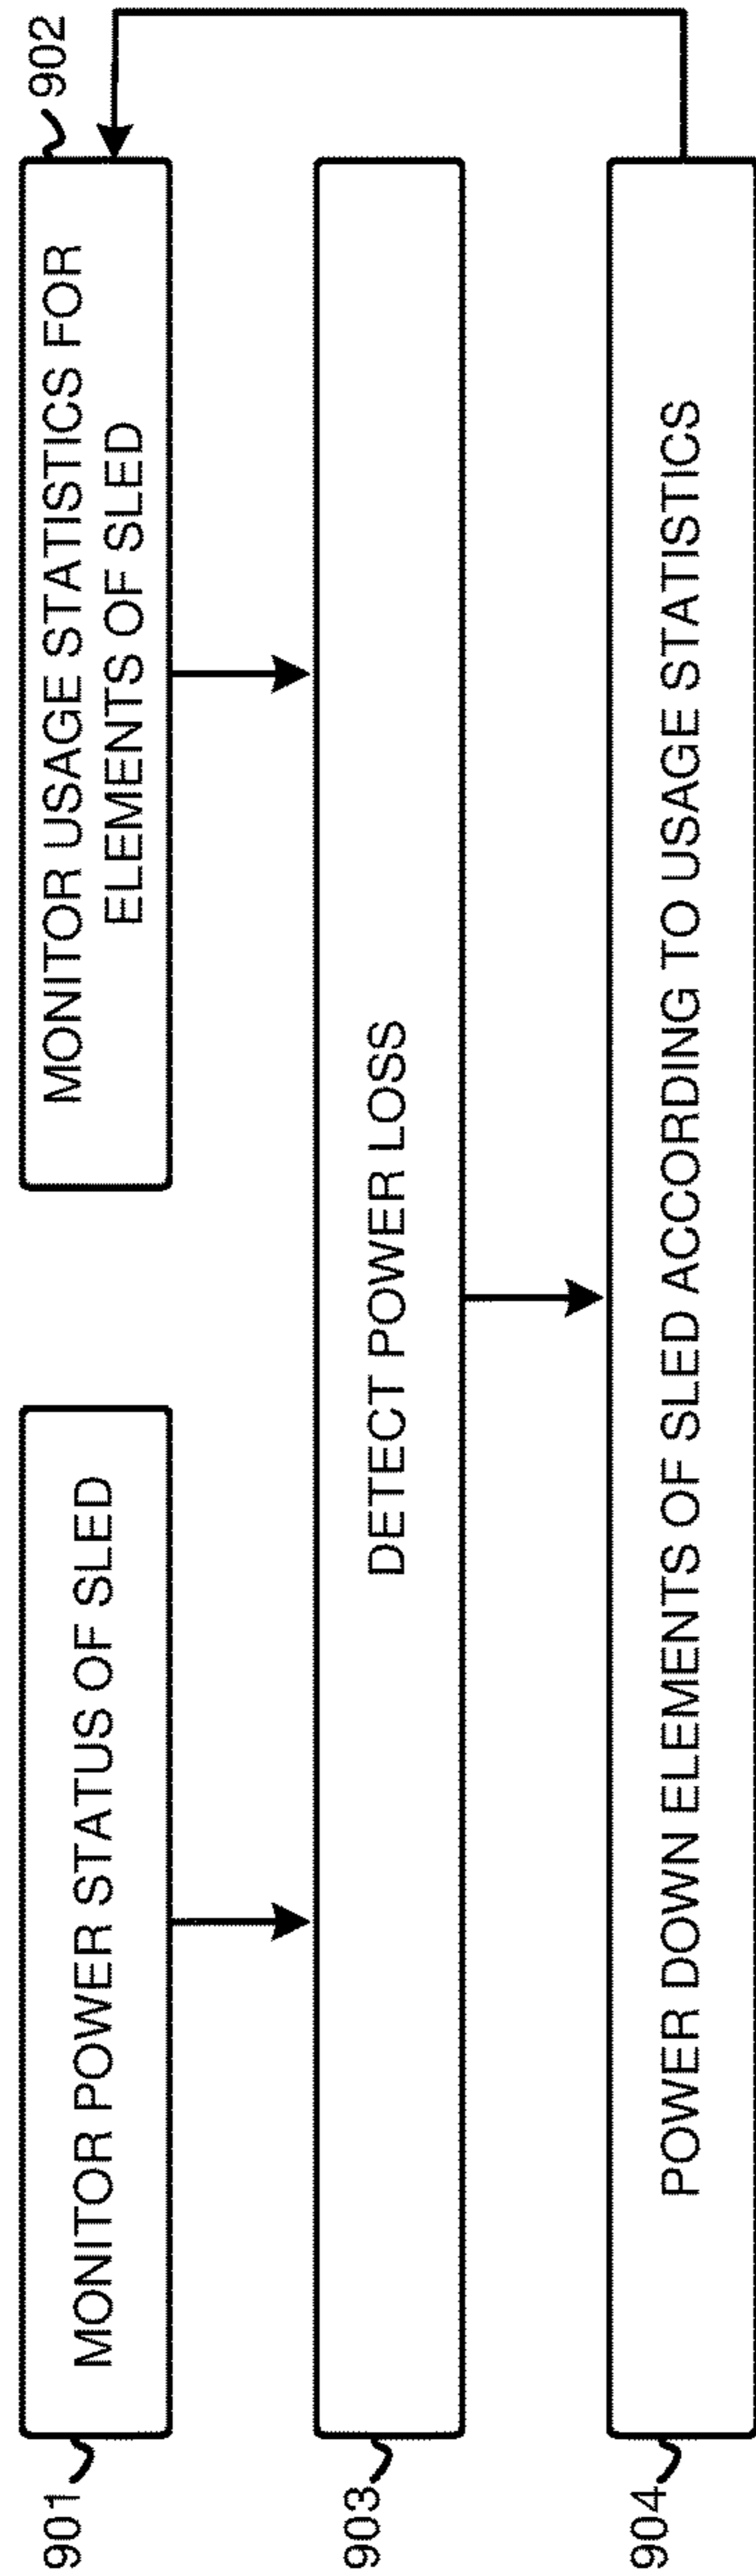 901
MONITOR POWER STATUS OF SLED
902
MONITOR USAGE STATISTICS FOR
ELEMENTS OF SLED
903
DETECT POWER LOSS
904
POWER DOWN ELEMENTS OF SLED ACCORDING TO USAGE STATISTICS